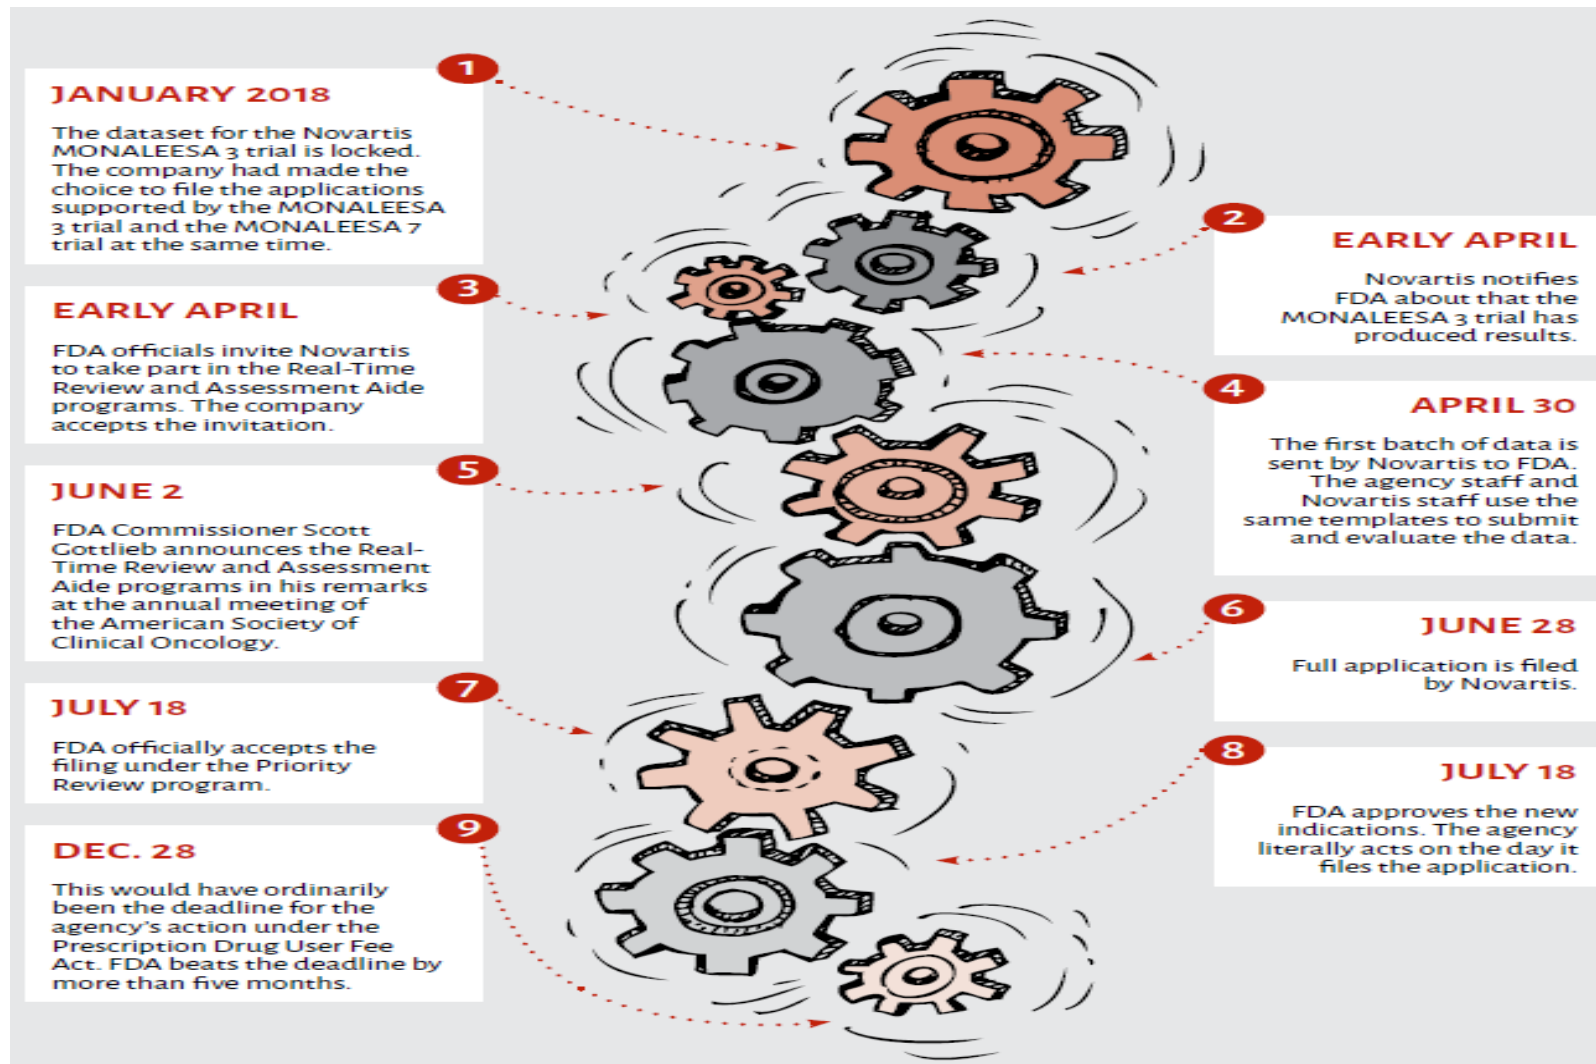 1
JANUARY 2018
The dataset for the Novartis
MONALEESA 3 trial is locked.
The company had made the
choice to file the applications
supported by the MONALEESA
3 trial and the MONALEESA 7
trial at the same time.
2
EARLY APRIL
Novartis notifies
FDA about that the
MONALEESA 3 trial has
produced results.
3
EARLY APRIL
FDA officials invite Novartis
to take part in the Real-Time
Review and Assessment Aide
programs. The company
accepts the invitation.
4
APRIL 30
The first batch of data is
sent by Novartis to FDA.
The agency staff and
Novartis staff use the
same templates to submit
and evaluate the data.
5
JUNE 2
FDA Commissioner Scott
Gottlieb announces the Real-
Time Review and Assessment
Aide programs in his remarks
at the annual meeting of
the American Society of
Clinical Oncology.
6
JUNE 28
Full application is filed
by Novartis.
7
JULY 18
FDA officially accepts the
filing under the Priority
Review program.
8
JULY 18
FDA approves the new
indications. The agency
literally acts on the day it
files the application.
9
DEC. 28
This would have ordinarily
been the deadline for the
agency's action under the
Prescription Drug User Fee
Act. FDA beats the deadline by
more than five months.